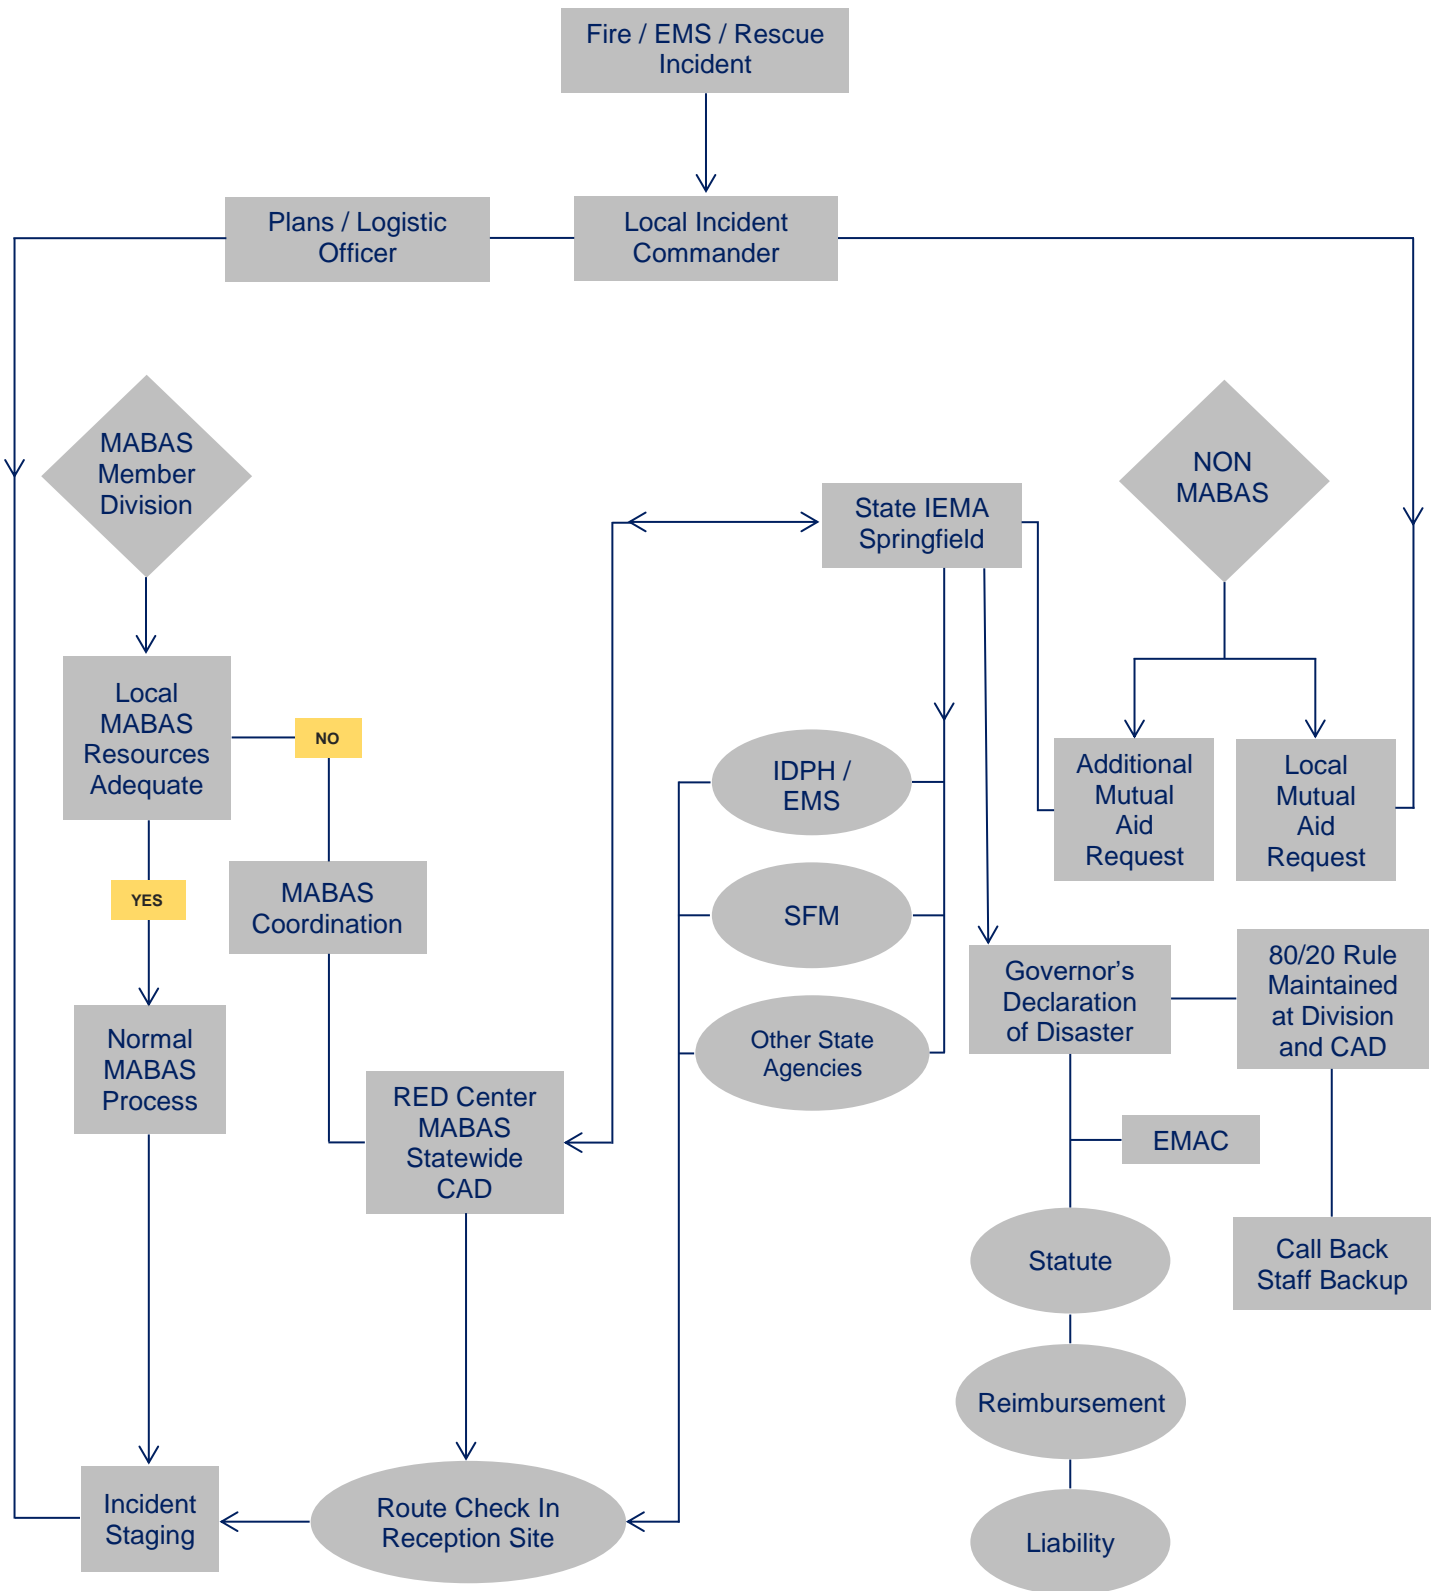 Fire / EMS / Rescue
Incident
Plans / Logistic
Officer
Local Incident
Commander
MABAS
Member
Division
NON
MABAS
State IEMA
Springfield
Local
MABAS
Resources
Adequate
NO
IDPH /
EMS
Additional
Mutual
Aid
Request
Local
Mutual
Aid
Request
YES
MABAS
Coordination
SFM
Governor’s
Declaration
of Disaster
80/20 Rule
Maintained
at Division
and CAD
Normal
MABAS
Process
Other State
Agencies
RED Center
MABAS
Statewide
CAD
EMAC
Statute
Call Back
Staff Backup
Reimbursement
Incident
Staging
Route Check In
Reception Site
Liability